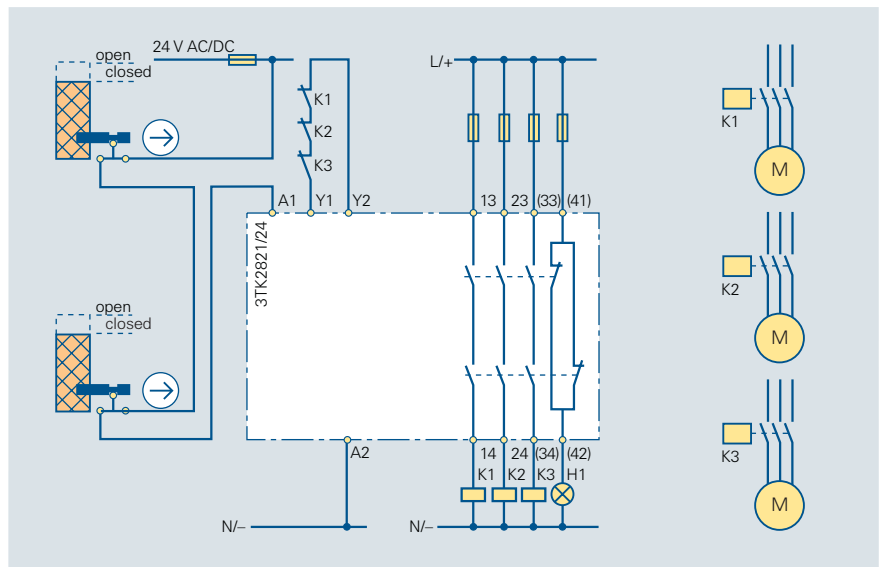 open
closed
24 V AC/DC
K1
K2
K3
L/+
A1 Y1 Y2
13 23 (33) (41)
3TK2821/24
open
closed
A2
14 24 (34) (42)
K1 K2 K3 H1
N/–
N/–
K1
M
K2
M
K3
M